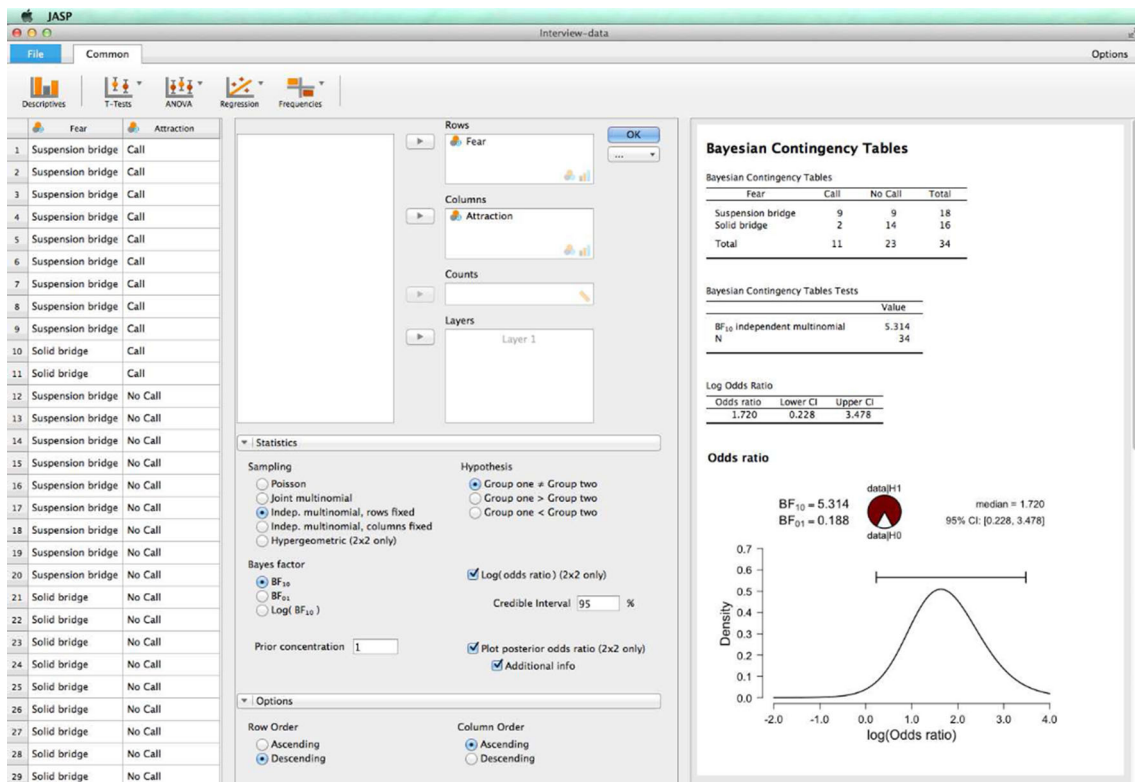 JASP
Interview-data
File Common Options
Descriptives T-Tests ANOVA Regression Frequencies
Fear Attraction
1 Suspension bridge Call
2 Suspension bridge Call
3 Suspension bridge Call
4 Suspension bridge Call
5 Suspension bridge Call
6 Suspension bridge Call
7 Suspension bridge Call
8 Suspension bridge Call
9 Suspension bridge Call
10 Solid bridge Call
11 Solid bridge Call
12 Suspension bridge No Call
13 Suspension bridge No Call
14 Suspension bridge No Call
15 Suspension bridge No Call
16 Suspension bridge No Call
17 Suspension bridge No Call
18 Suspension bridge No Call
19 Suspension bridge No Call
20 Suspension bridge No Call
21 Solid bridge No Call
22 Solid bridge No Call
23 Solid bridge No Call
24 Solid bridge No Call
25 Solid bridge No Call
26 Solid bridge No Call
27 Solid bridge No Call
28 Solid bridge No Call
29 Solid bridge No Call
Rows
Fear
OK
...
Columns
Attraction
Counts
Layers
Layer 1
Statistics
Sampling
Poisson
Joint multinomial
Indep. multinomial, rows fixed
Indep. multinomial, columns fixed
Hypergeometric (2x2 only)
Hypothesis
Group one ≠ Group two
Group one > Group two
Group one < Group two
Bayes factor
BF₁₀
BF₀₁
Log( BF₁₀ )
Log( odds ratio ) (2x2 only)
Credible Interval 95 %
Prior concentration 1
Plot posterior odds ratio (2x2 only)
Additional info
Options
Row Order
Ascending
Descending
Column Order
Ascending
Descending
Bayesian Contingency Tables
Bayesian Contingency Tables
Fear Call No Call Total
Suspension bridge 9 9 18
Solid bridge 2 14 16
Total 11 23 34
Bayesian Contingency Tables Tests
Value
BF₁₀ independent multinomial 5.314
N 34
Log Odds Ratio
Odds ratio Lower CI Upper CI
1.720 0.228 3.478
Odds ratio
data|H1
BF₁₀ = 5.314
BF₀₁ = 0.188
data|H0
median = 1.720
95% CI: [0.228, 3.478]
0.7
0.6
0.5
0.4
0.3
0.2
0.1
0.0
Density
-2.0 -1.0 0.0 1.0 2.0 3.0 4.0
log(Odds ratio)